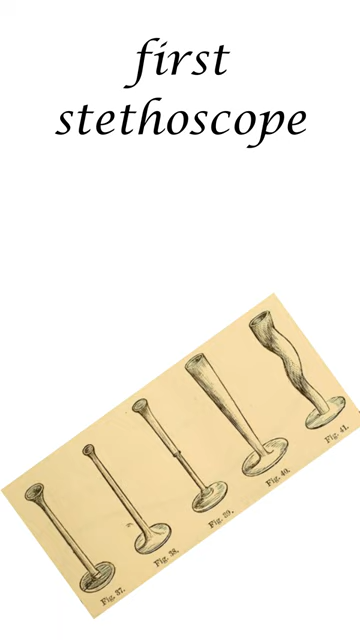 first
stethoscope
Fig. 37.
Fig. 38.
Fig. 39.
Fig. 40.
Fig. 41.